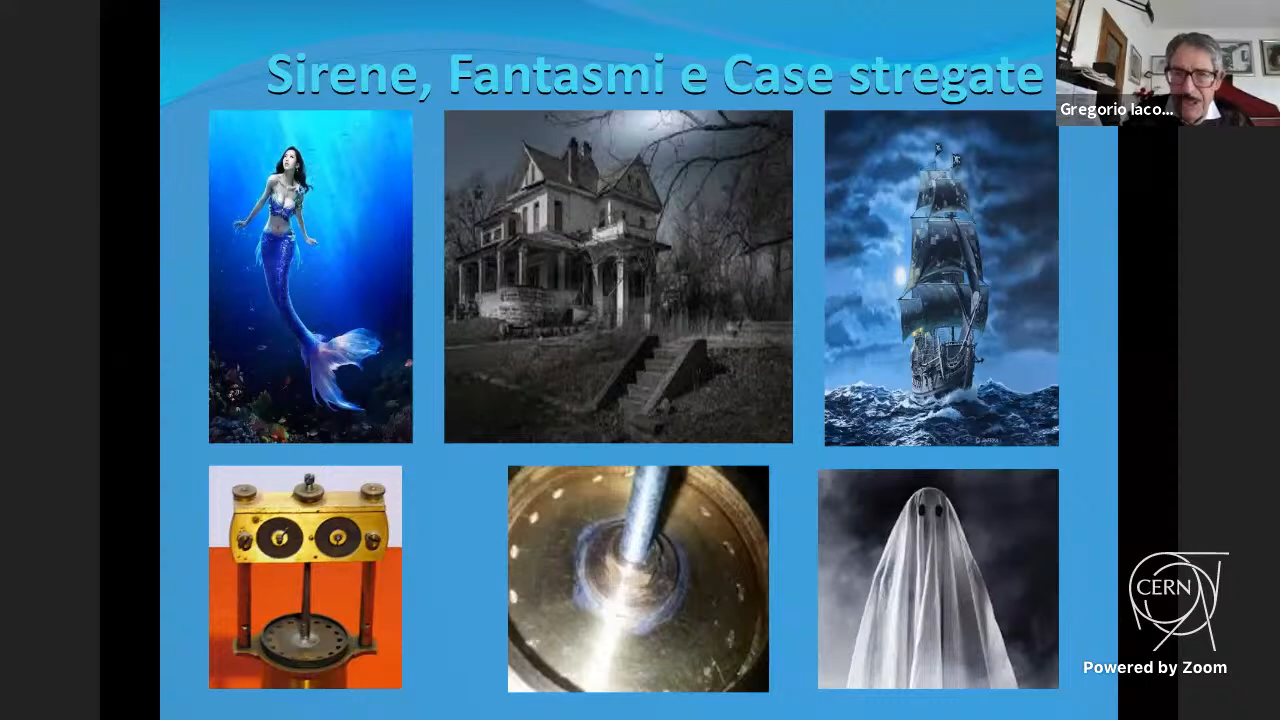 Sirene, Fantasmi e Case stregate
Gregorio Iaco...
CERN
Powered by Zoom